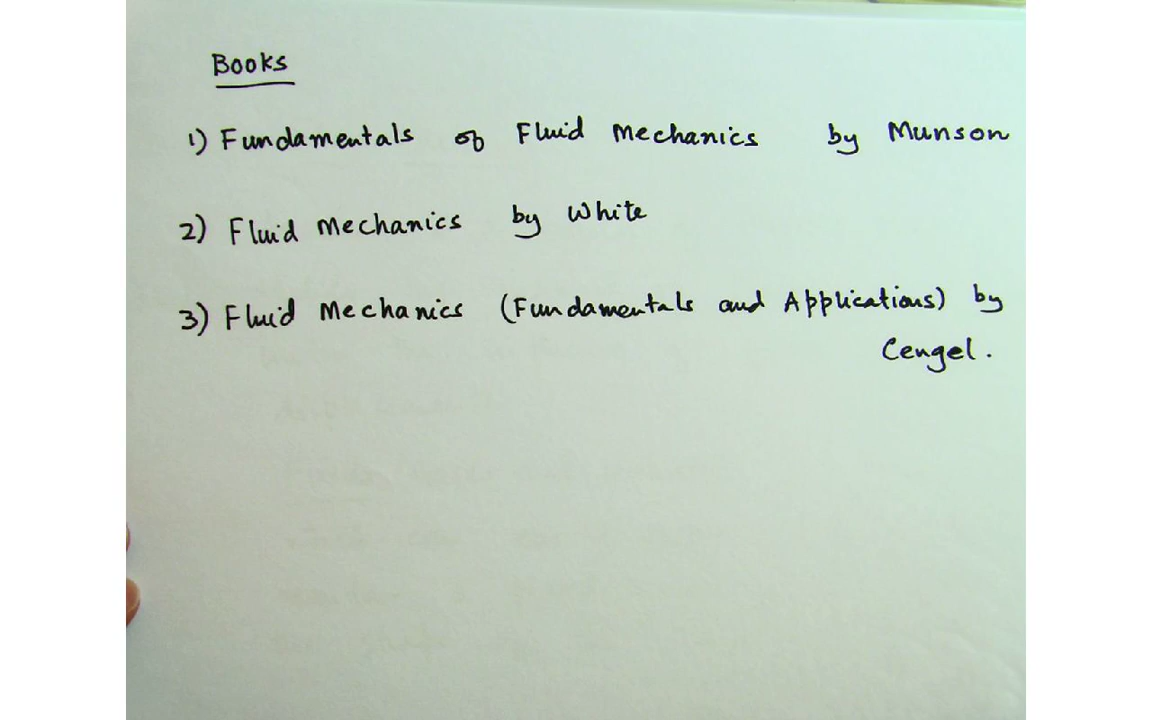 Books
1) Fundamentals of Fluid Mechanics by Munson
2) Fluid Mechanics by White
3) Fluid Mechanics (Fundamentals and Applications) by
Cengel.